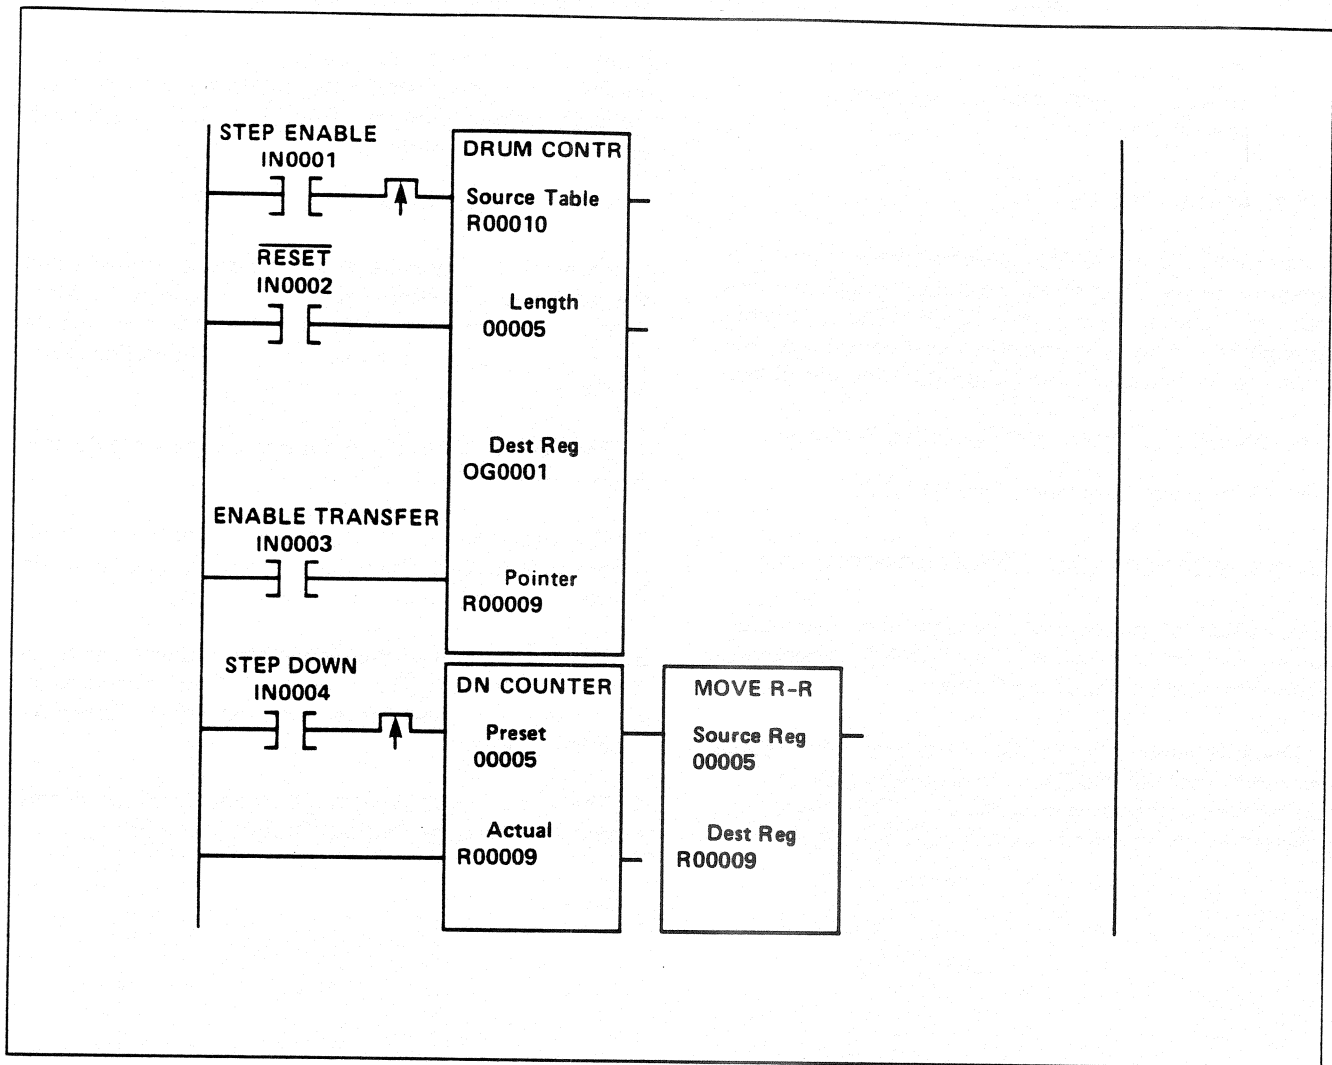 STEP ENABLE
IN0001
DRUM CONTR
Source Table
R00010
RESET
IN0002
Length
00005
Dest Reg
OG0001
ENABLE TRANSFER
IN0003
Pointer
R00009
STEP DOWN
IN0004
DN COUNTER
Preset
00005
Actual
R00009
MOVE R-R
Source Reg
00005
Dest Reg
R00009